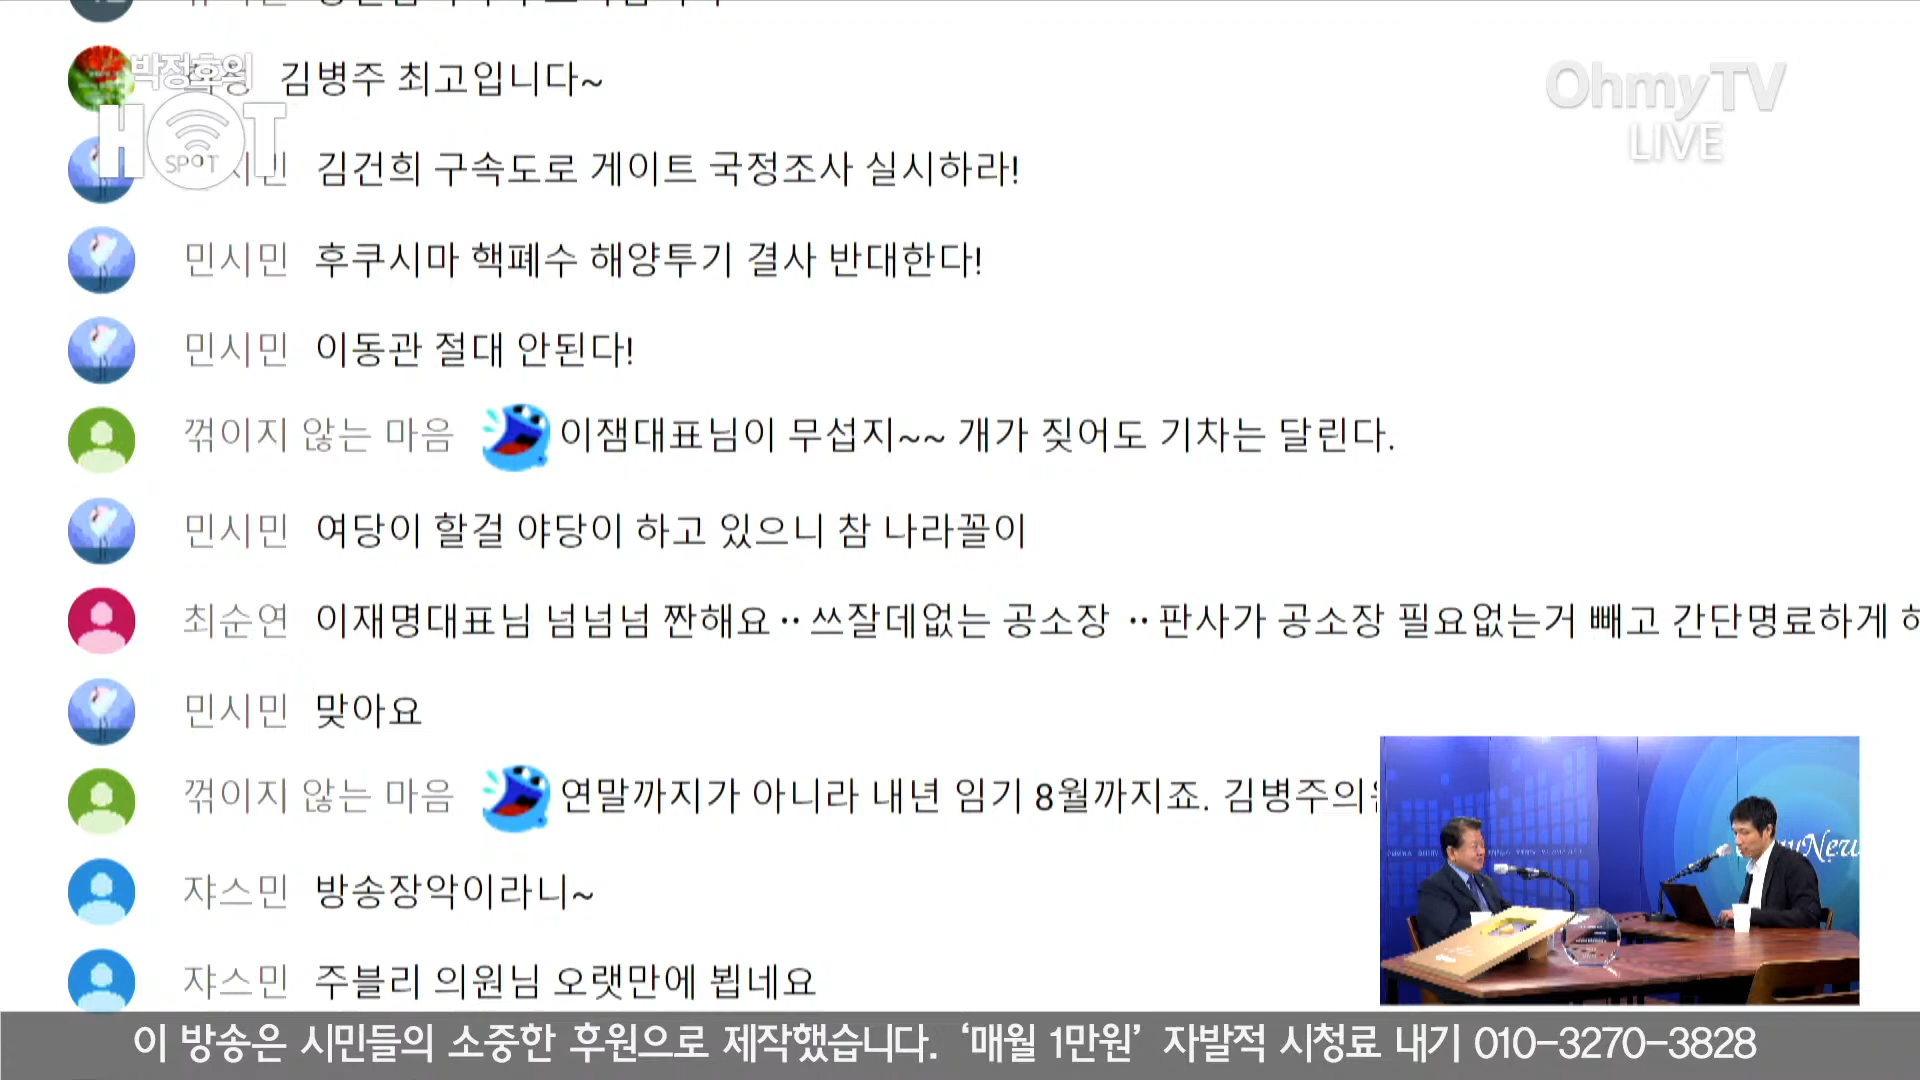 박정호의
HOT
SPOT
OhmyTV
LIVE
김병주 최고입니다~
김건희 구속도로 게이트 국정조사 실시하라!
민시민 후쿠시마 핵폐수 해양투기 결사 반대한다!
민시민 이동관 절대 안된다!
꺾이지 않는 마음 이잼대표님이 무섭지~~ 개가 짖어도 기차는 달린다.
민시민 여당이 할걸 야당이 하고 있으니 참 나라꼴이
최순연 이재명대표님 넘넘넘 짠해요‥쓰잘데없는 공소장 ‥판사가 공소장 필요없는거 빼고 간단명료하게
민시민 맞아요
꺾이지 않는 마음 연말까지가 아니라 내년 임기 8월까지죠. 김병주의
쟈스민 방송장악이라니~
쟈스민 주블리 의원님 오랫만에 뵙네요
이 방송은 시민들의 소중한 후원으로 제작했습니다. ‘매월 1만원’ 자발적 시청료 내기 010-3270-3828